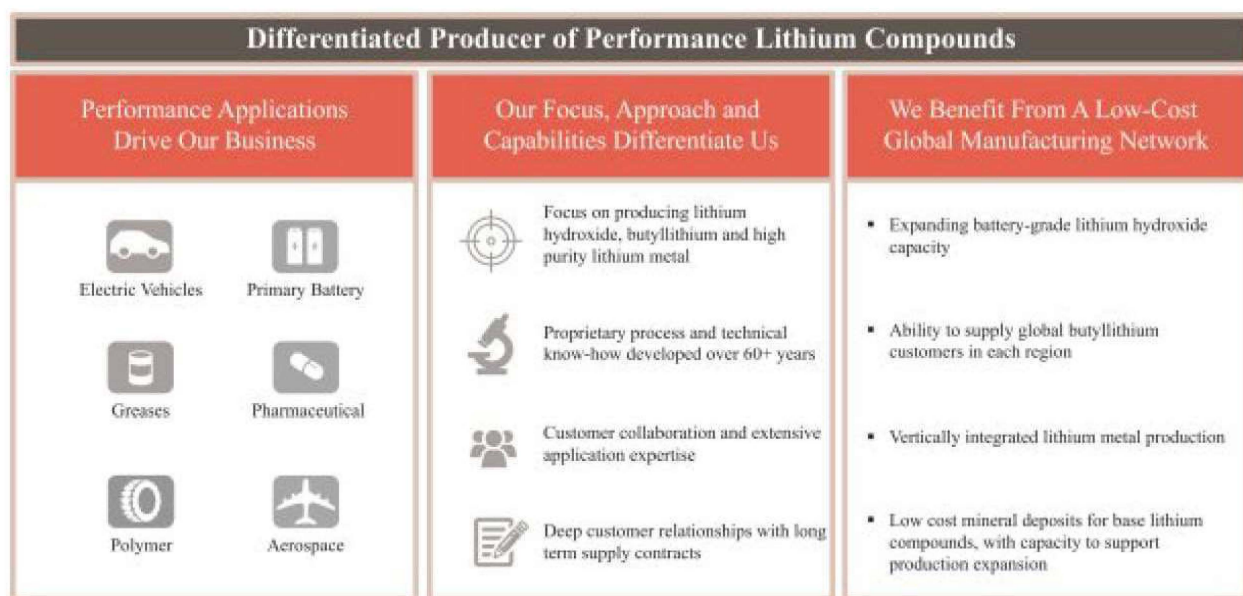 Differentiated Producer of Performance Lithium Compounds
Performance Applications
Drive Our Business
Electric Vehicles
Primary Battery
Greases
Pharmaceutical
Polymer
Aerospace
Our Focus, Approach and
Capabilities Differentiate Us
Focus on producing lithium
hydroxide, butyllithium and high
purity lithium metal
Proprietary process and technical
know-how developed over 60+ years
Customer collaboration and extensive
application expertise
Deep customer relationships with long
term supply contracts
We Benefit From A Low-Cost
Global Manufacturing Network
▪ Expanding battery-grade lithium hydroxide
capacity
▪ Ability to supply global butyllithium
customers in each region
▪ Vertically integrated lithium metal production
▪ Low cost mineral deposits for base lithium
compounds, with capacity to support
production expansion